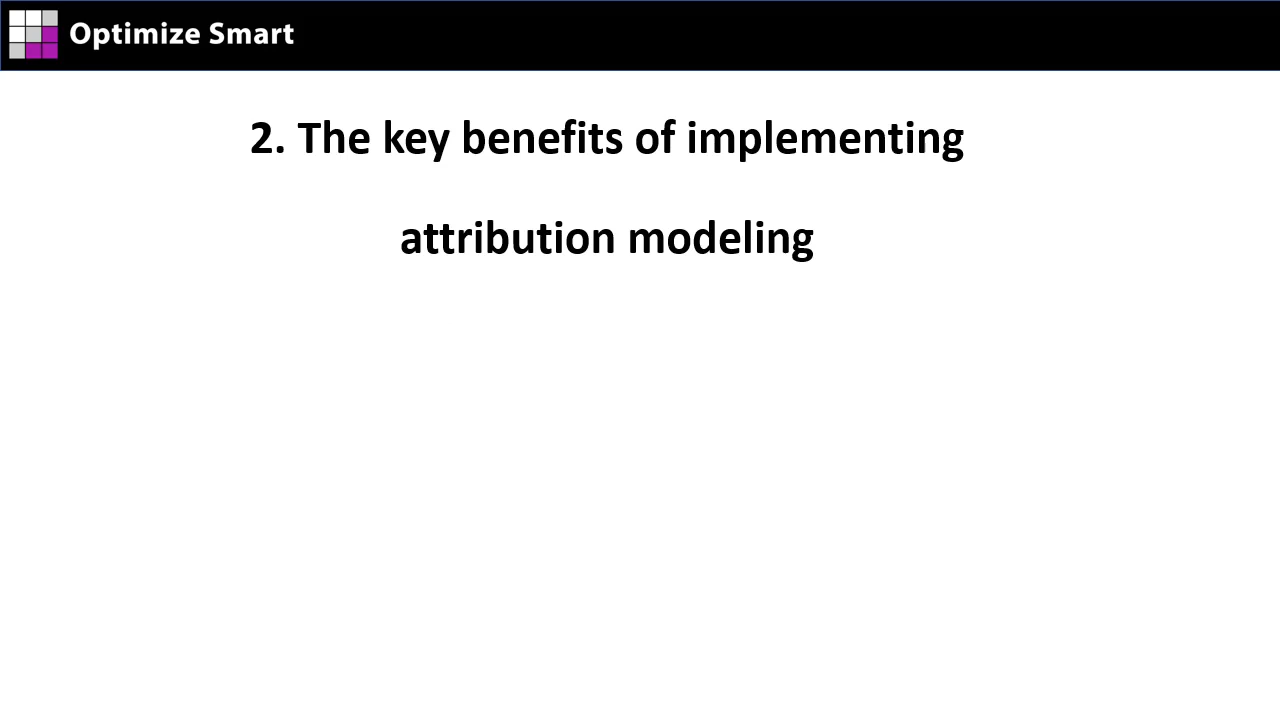 Optimize Smart
2. The key benefits of implementing
attribution modeling